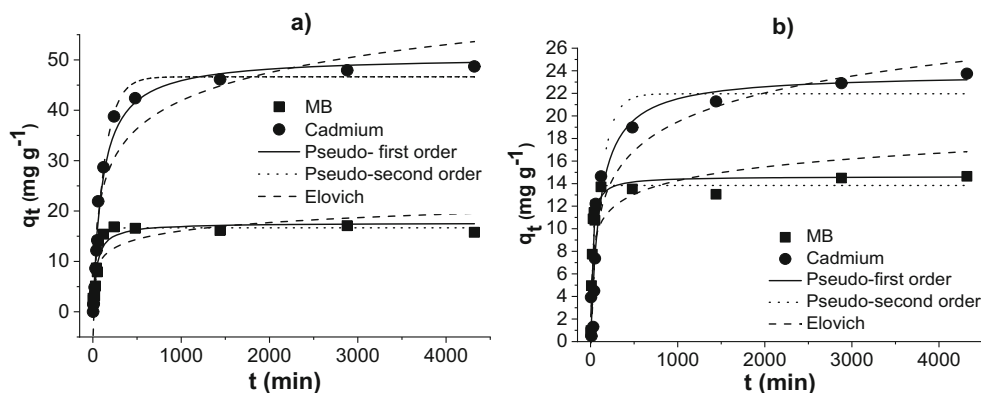 a)
50
40
30
20
10
0
q_t (mg g^-1)
MB
Cadmium
Pseudo- first order
Pseudo-second order
Elovich
0 1000 2000 3000 4000
t (min)
b)
26
24
22
20
18
16
14
12
10
8
6
4
2
0
q_t (mg g^-1)
MB
Cadmium
Pseudo-first order
Pseudo-second order
Elovich
0 1000 2000 3000 4000
t (min)